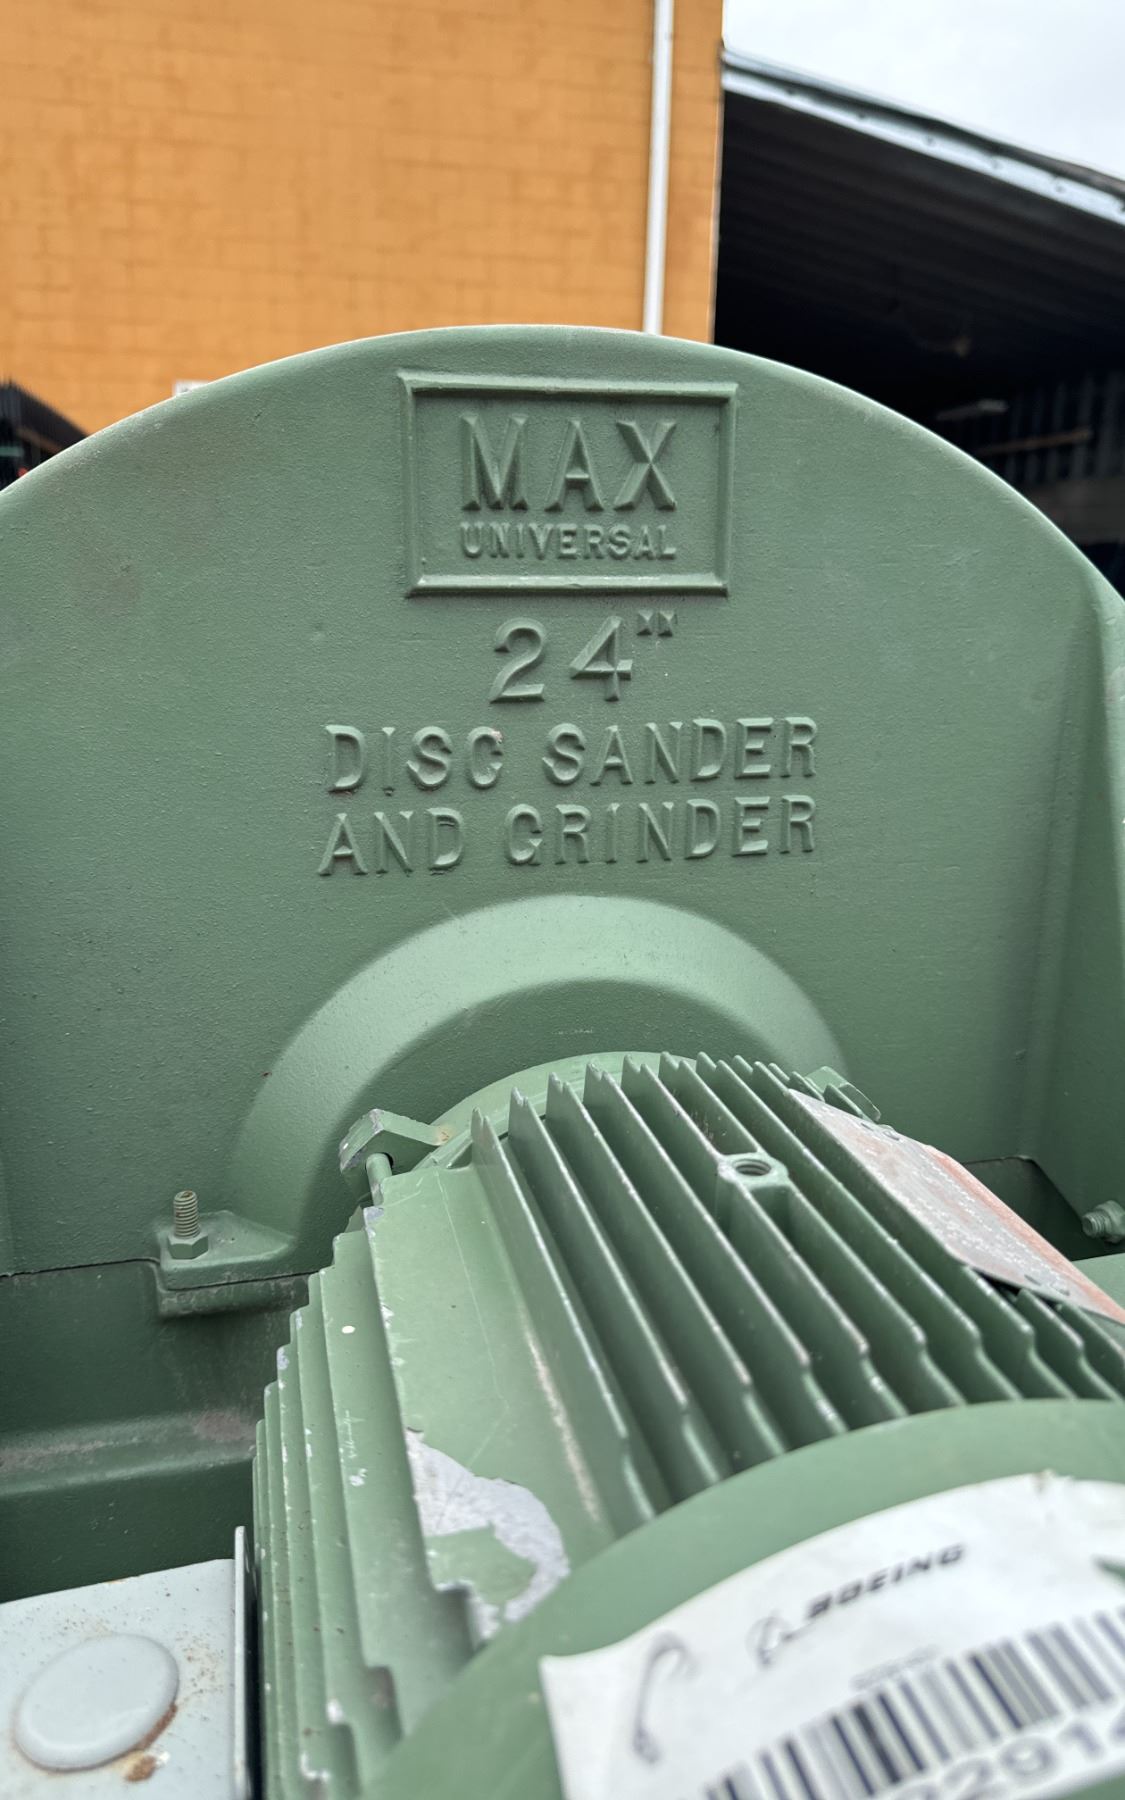 MAX
UNIVERSAL
24"
DISC SANDER
AND GRINDER
BOEING